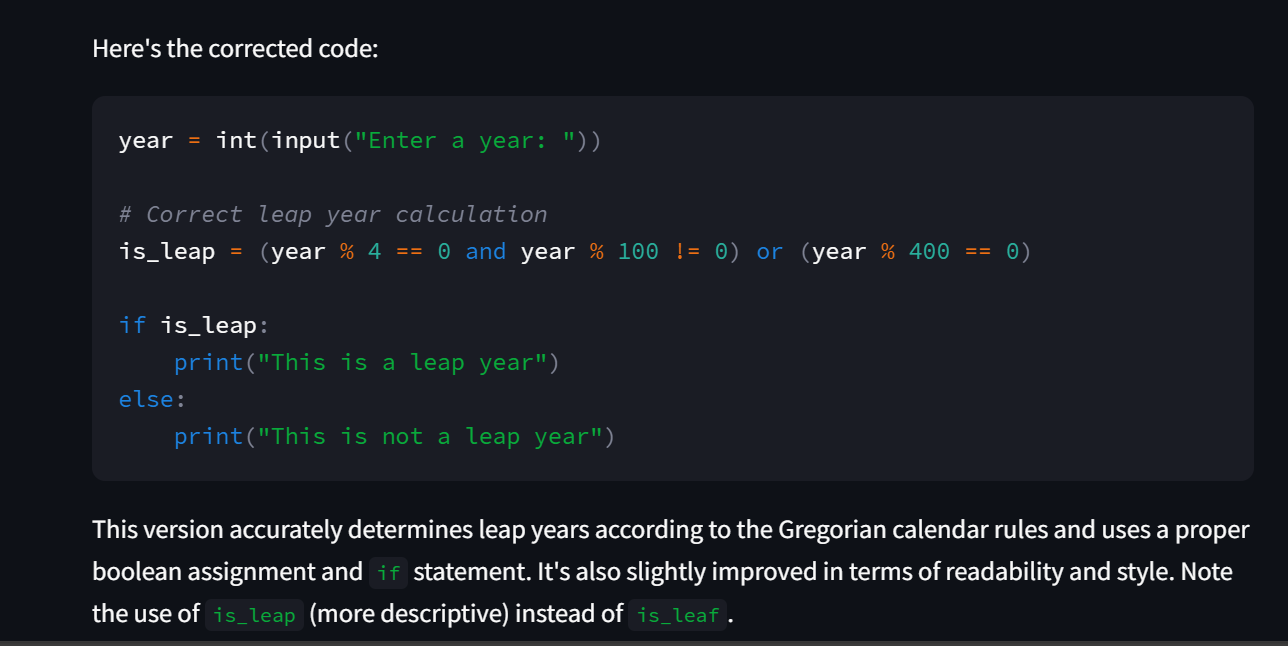 Here's the corrected code:
year = int(input("Enter a year: "))
# Correct leap year calculation
is_leap = (year % 4 == 0 and year % 100 != 0) or (year % 400 == 0)
if is_leap:
    print("This is a leap year")
else:
    print("This is not a leap year")
This version accurately determines leap years according to the Gregorian calendar rules and uses a proper
boolean assignment and if statement. It's also slightly improved in terms of readability and style. Note
the use of is_leap (more descriptive) instead of is_leaf.